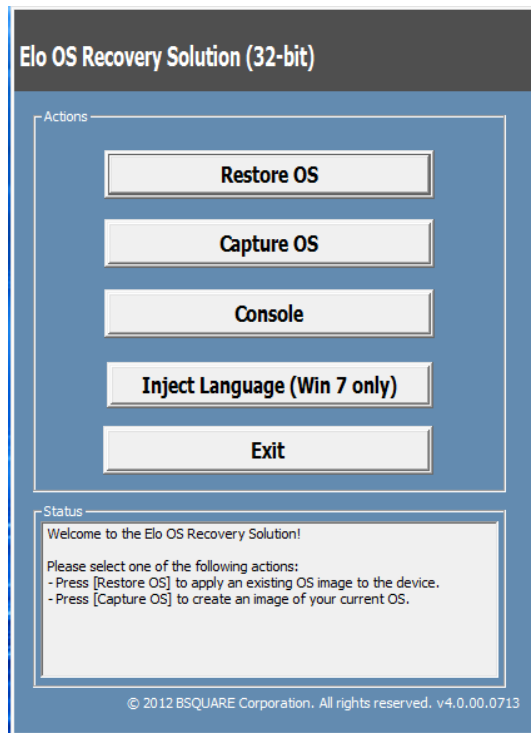 Elo OS Recovery Solution (32-bit)
Actions
Restore OS
Capture OS
Console
Inject Language (Win 7 only)
Exit
Status
Welcome to the Elo OS Recovery Solution!
Please select one of the following actions:
- Press [Restore OS] to apply an existing OS image to the device.
- Press [Capture OS] to create an image of your current OS.
© 2012 BSQUARE Corporation. All rights reserved. v4.0.00.0713